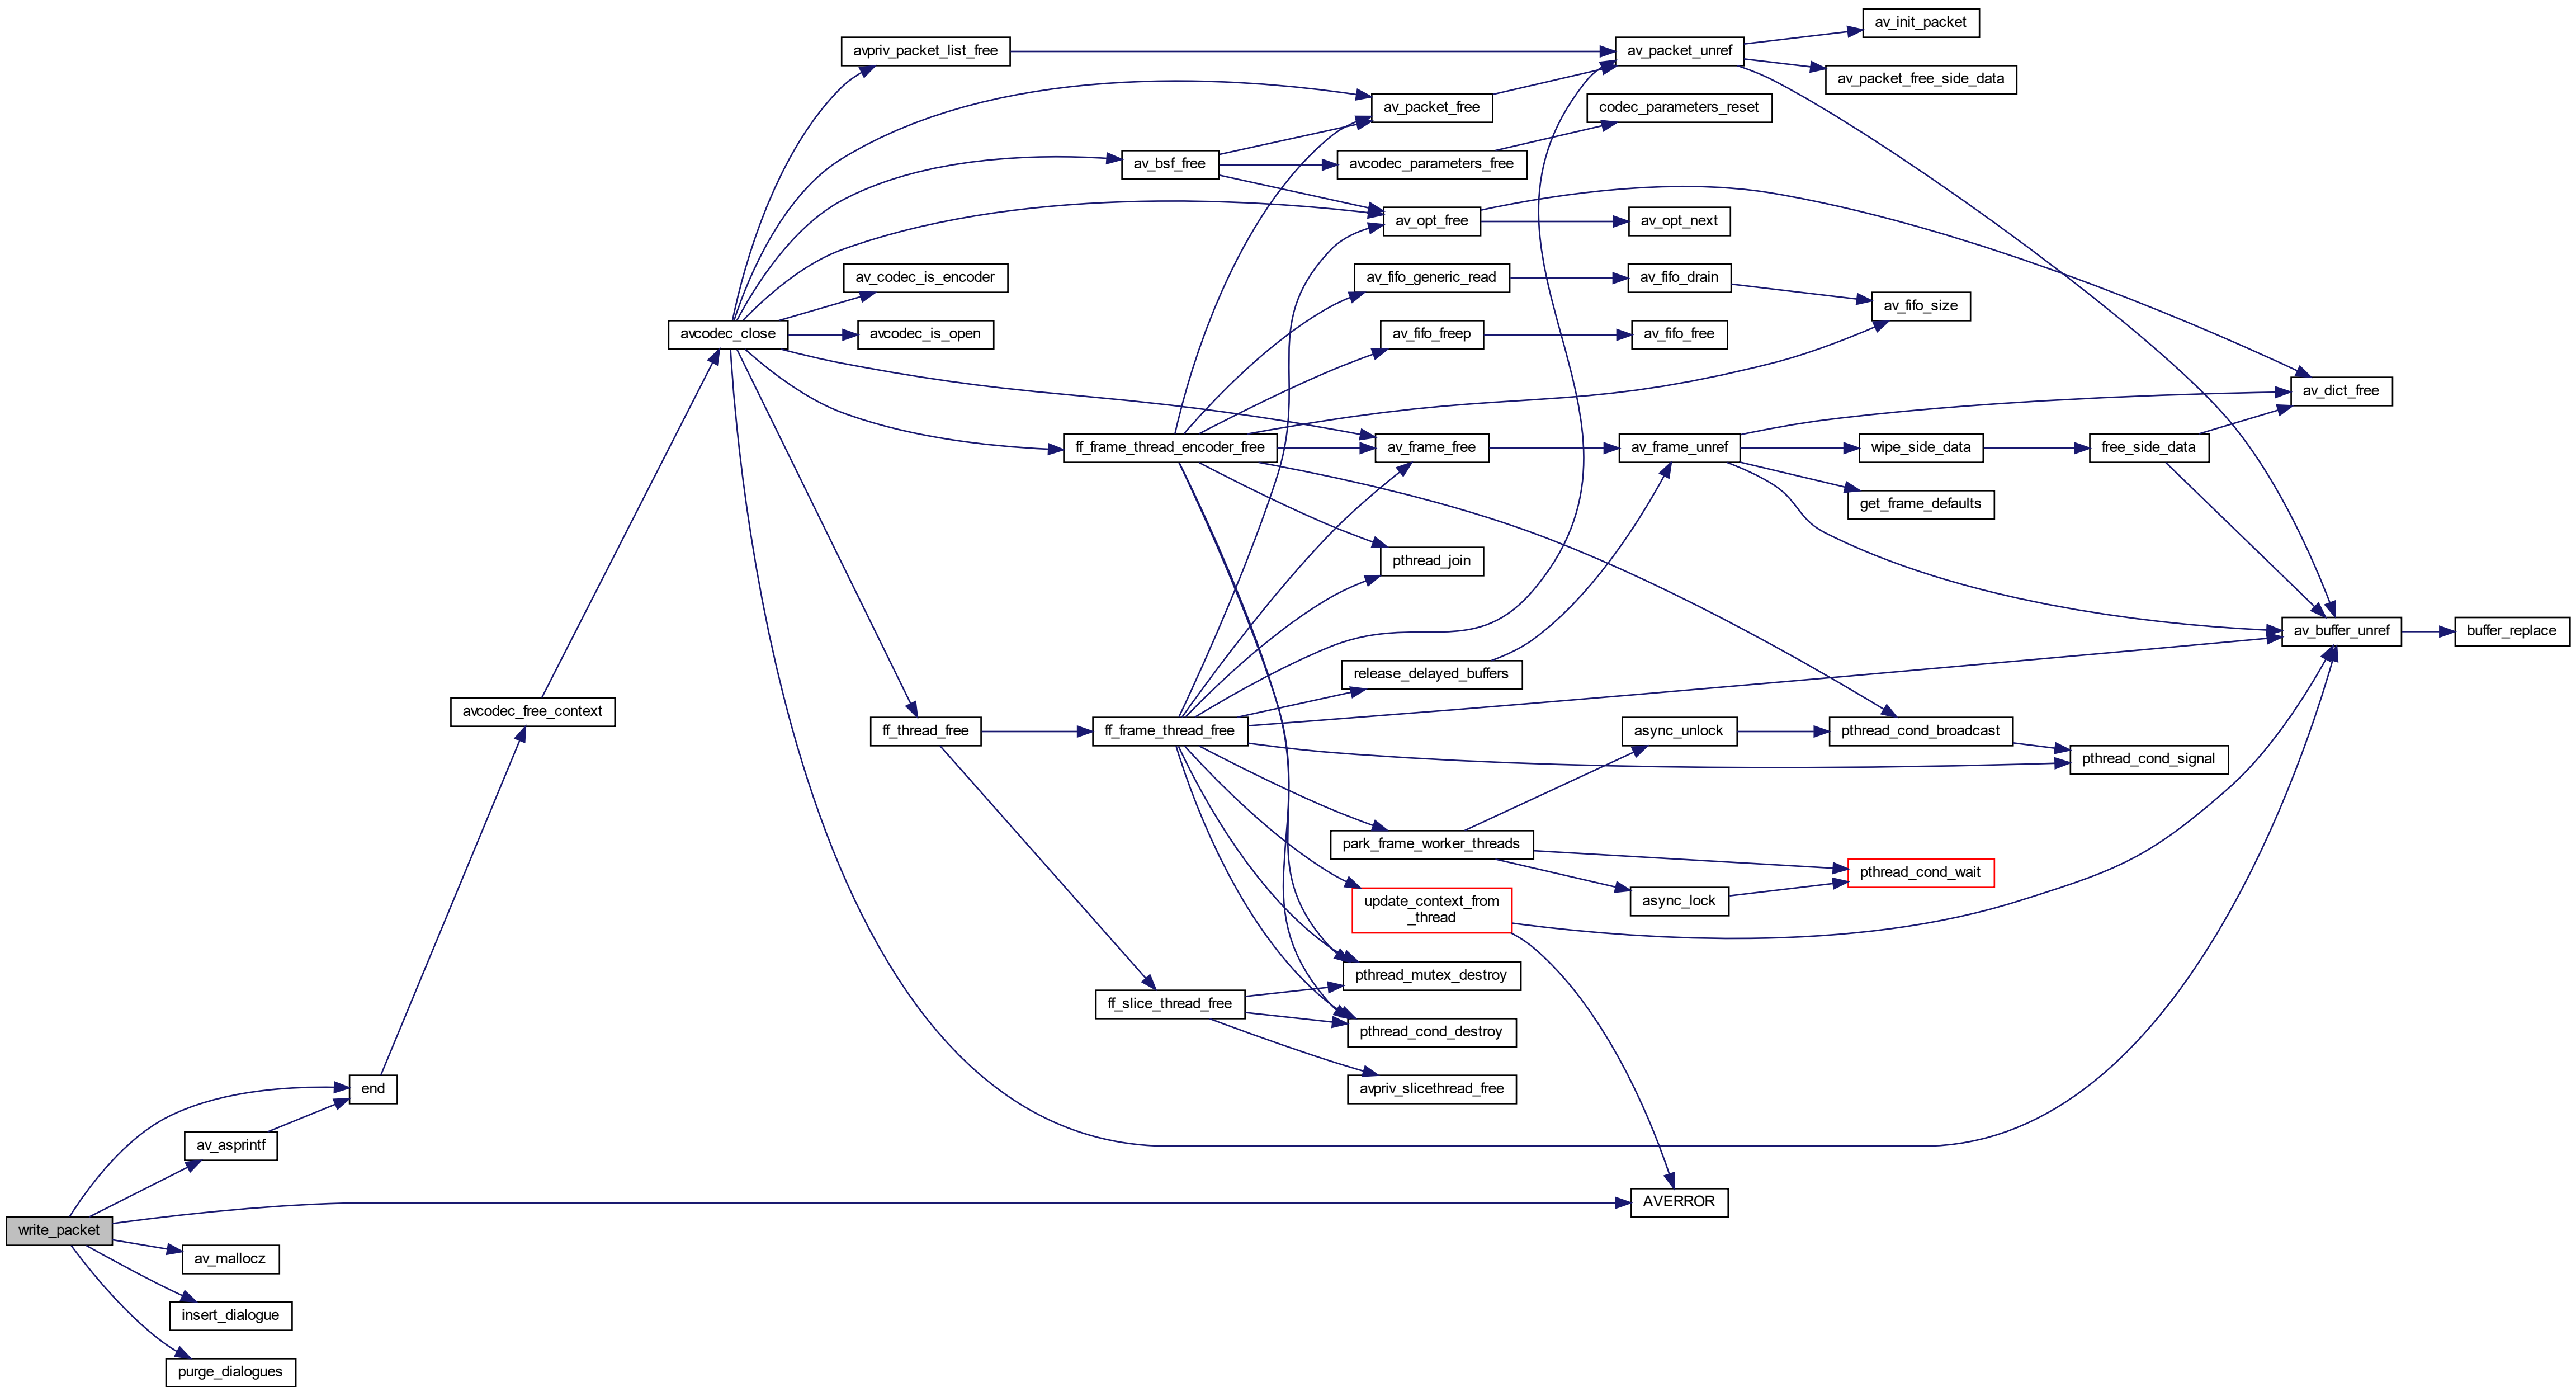 av_init_packet
avpriv_packet_list_free
av_packet_unref
av_packet_free_side_data
av_packet_free
codec_parameters_reset
av_bsf_free
avcodec_parameters_free
av_opt_free
av_opt_next
av_codec_is_encoder
av_fifo_generic_read
av_fifo_drain
av_fifo_size
avcodec_close
avcodec_is_open
av_fifo_freep
av_fifo_free
av_dict_free
ff_frame_thread_encoder_free
av_frame_free
av_frame_unref
wipe_side_data
free_side_data
get_frame_defaults
pthread_join
av_buffer_unref
buffer_replace
release_delayed_buffers
avcodec_free_context
ff_thread_free
ff_frame_thread_free
async_unlock
pthread_cond_broadcast
pthread_cond_signal
park_frame_worker_threads
pthread_cond_wait
async_lock
update_context_from
_thread
pthread_mutex_destroy
ff_slice_thread_free
pthread_cond_destroy
end
avpriv_slicethread_free
av_asprintf
AVERROR
write_packet
av_mallocz
insert_dialogue
purge_dialogues